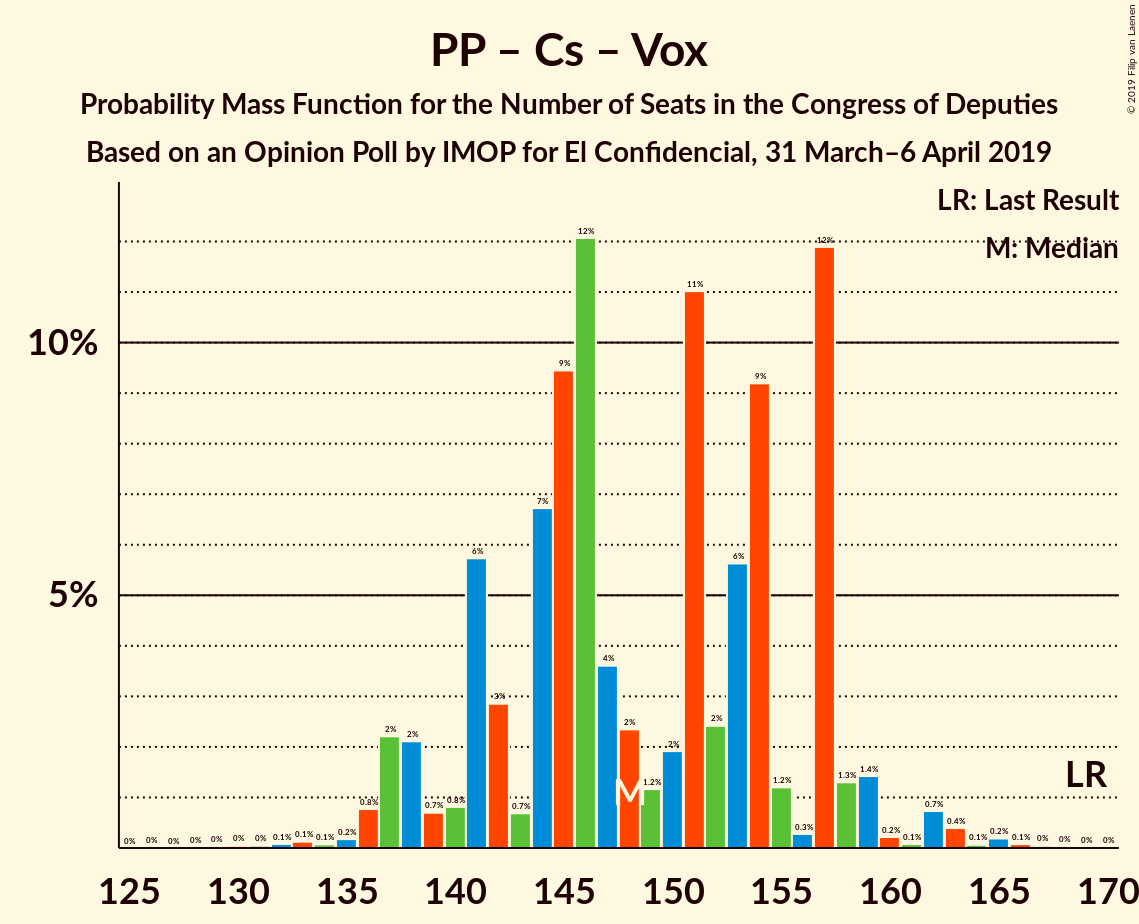 PP – Cs – Vox
Probability Mass Function for the Number of Seats in the Congress of Deputies
Based on an Opinion Poll by IMOP for El Confidencial, 31 March–6 April 2019
© 2019 Filip van Laenen
LR: Last Result
M: Median
10%
5%
0% 0% 0% 0% 0% 0% 0% 0.1% 0.1% 0.1% 0.2% 0.8% 2% 2% 0.7% 0.8% 6% 3% 0.7% 7% 9% 12% 4% 2% 1.2% 2% 11% 2% 6% 9% 1.2% 0.3% 12% 1.3% 1.4% 0.2% 0.1% 0.7% 0.4% 0.1% 0.2% 0.1% 0% 0% 0% 0%
M
LR
125 130 135 140 145 150 155 160 165 170